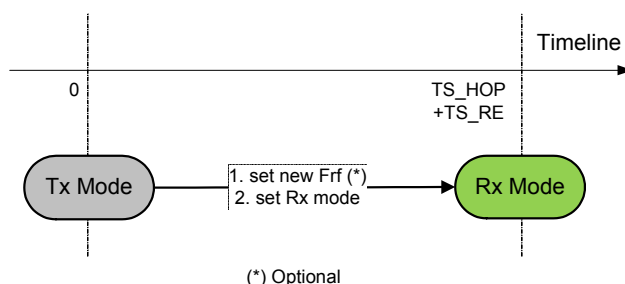 Timeline
0
TS_HOP
+TS_RE
Tx Mode
1. set new Frf (*)
2. set Rx mode
Rx Mode
(*) Optional